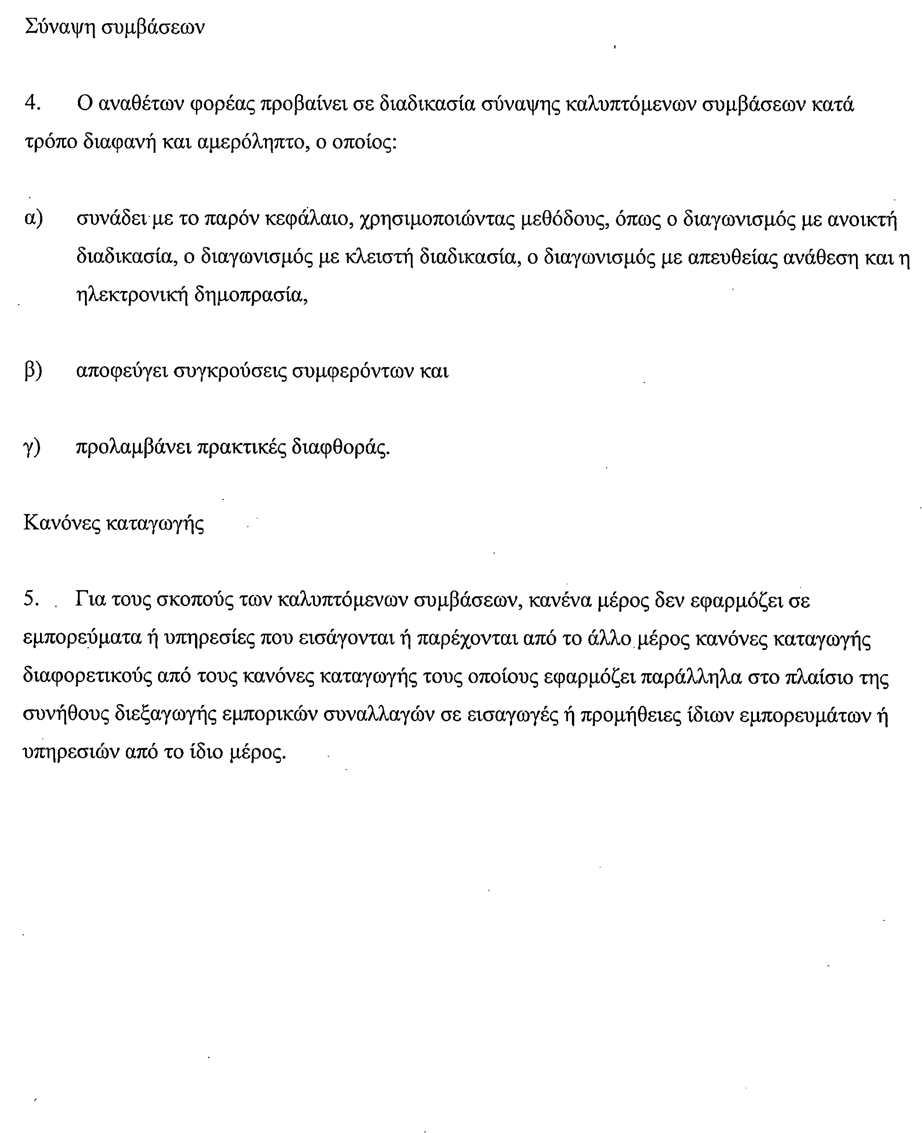 Σύναψη συμβάσεων
4. Ο αναθέτων φορέας προβαίνει σε διαδικασία σύναψης καλυπτόμενων συμβάσεων κατά
τρόπο διαφανή και αμερόληπτο, ο οποίος:
α) συνάδει με το παρόν κεφάλαιο, χρησιμοποιώντας μεθόδους, όπως ο διαγωνισμός με ανοικτή
διαδικασία, ο διαγωνισμός με κλειστή διαδικασία, ο διαγωνισμός με απευθείας ανάθεση και η
ηλεκτρονική δημοπρασία,
β) αποφεύγει συγκρούσεις συμφερόντων και
γ) προλαμβάνει πρακτικές διαφθοράς.
Κανόνες καταγωγής
5. Για τους σκοπούς των καλυπτόμενων συμβάσεων, κανένα μέρος δεν εφαρμόζει σε
εμπορεύματα ή υπηρεσίες που εισάγονται ή παρέχονται από το άλλο μέρος κανόνες καταγωγής
διαφορετικούς από τους κανόνες καταγωγής τους οποίους εφαρμόζει παράλληλα στο πλαίσιο της
συνήθους διεξαγωγής εμπορικών συναλλαγών σε εισαγωγές ή προμήθειες ίδιων εμπορευμάτων ή
υπηρεσιών από το ίδιο μέρος.